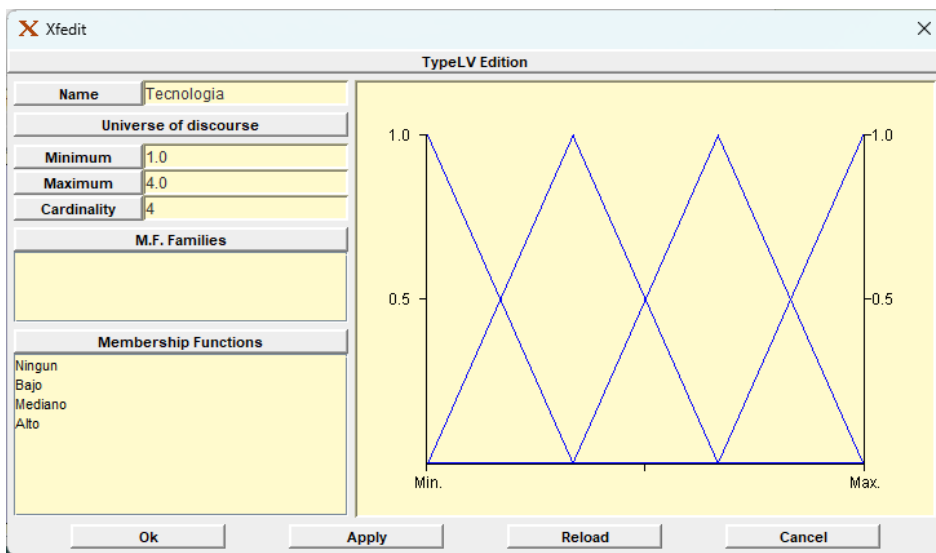 Xfedit
TypeLV Edition
Name Tecnologia
Universe of discourse
Minimum 1.0
Maximum 4.0
Cardinality 4
M.F. Families
Membership Functions
Ningun
Bajo
Mediano
Alto
1.0 1.0
0.5 0.5
Min. Max.
Ok Apply Reload Cancel